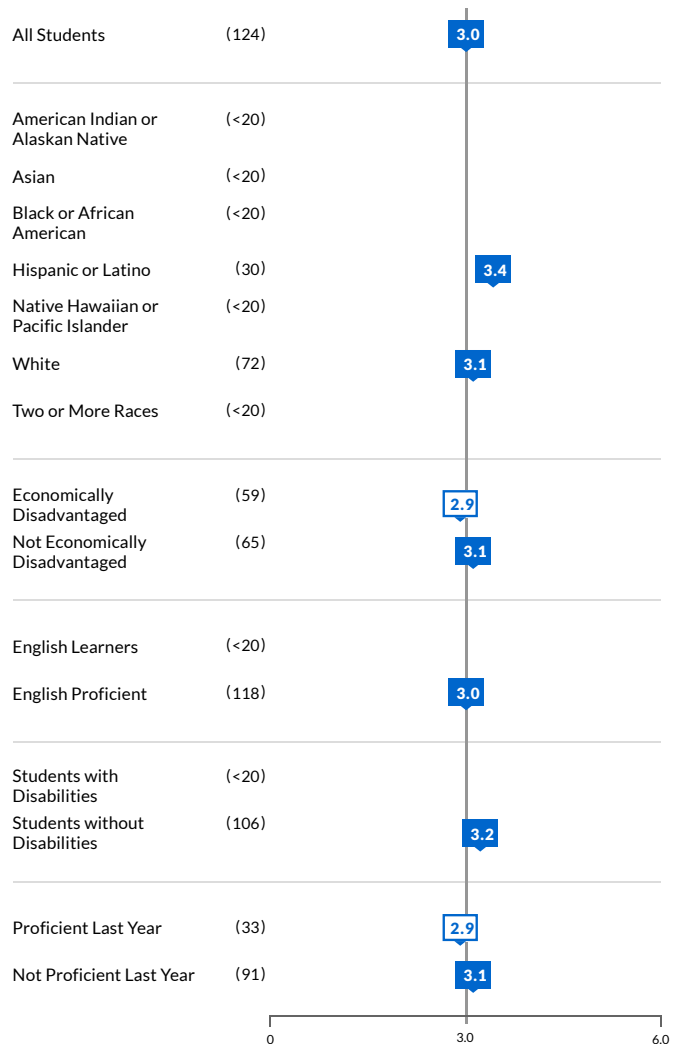 All Students (124) 3.0
American Indian or (<20)
Alaskan Native
Asian (<20)
Black or African (<20)
American
Hispanic or Latino (30) 3.4
Native Hawaiian or (<20)
Pacific Islander
White (72) 3.1
Two or More Races (<20)
Economically (59) 2.9
Disadvantaged
Not Economically (65) 3.1
Disadvantaged
English Learners (<20)
English Proficient (118) 3.0
Students with (<20)
Disabilities
Students without (106) 3.2
Disabilities
Proficient Last Year (33) 2.9
Not Proficient Last Year (91) 3.1
0 3.0 6.0